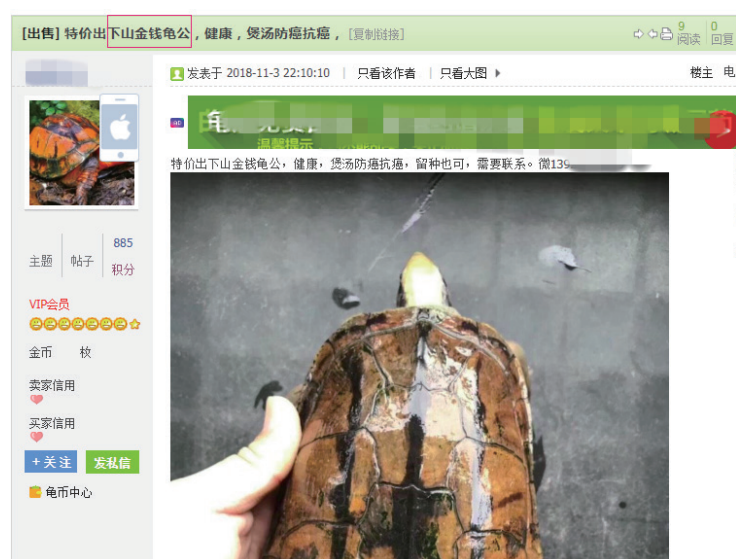 [出售] 特价出下山金钱龟公，健康，煲汤防癌抗癌， [复制链接]
9 阅读 0 回复
发表于 2018-11-3 22:10:10 | 只看该作者 | 只看大图
楼主 电
温馨提示
特价出下山金钱龟公，健康，煲汤防癌抗癌，留种也可，需要联系。微139
主题 帖子 885 积分
VIP会员
金币 枚
卖家信用
买家信用
+关注 发私信
龟币中心